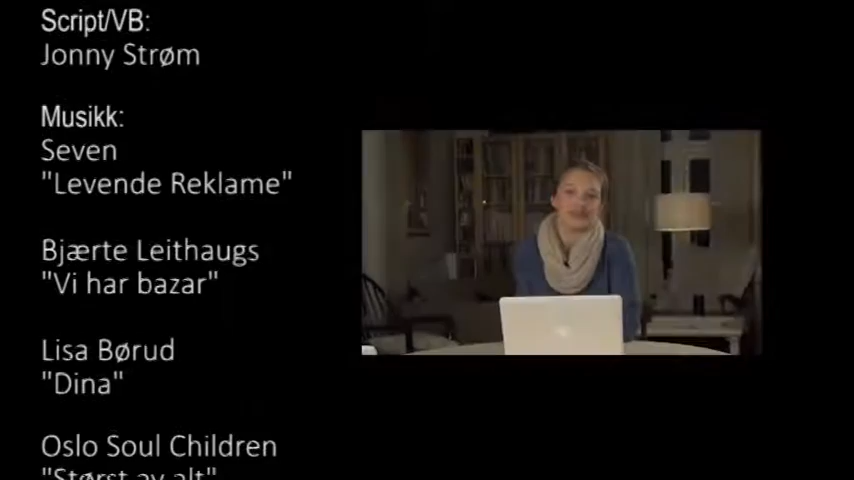 Script/VB:
Jonny Strøm
Musikk:
Seven
"Levende Reklame"
Bjærte Leithaugs
"Vi har bazar"
Lisa Børud
"Dina"
Oslo Soul Children
"Størst av alt"